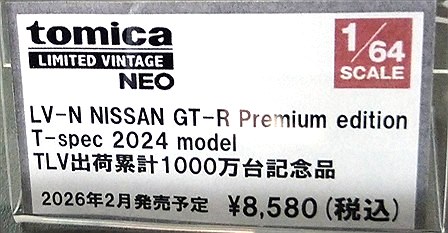 tomica
LIMITED VINTAGE
NEO
1/64
SCALE
LV-N NISSAN GT-R Premium edition
T-spec 2024 model
TLV出荷累計1000万台記念品
2026年2月発売予定 ¥8,580(税込)